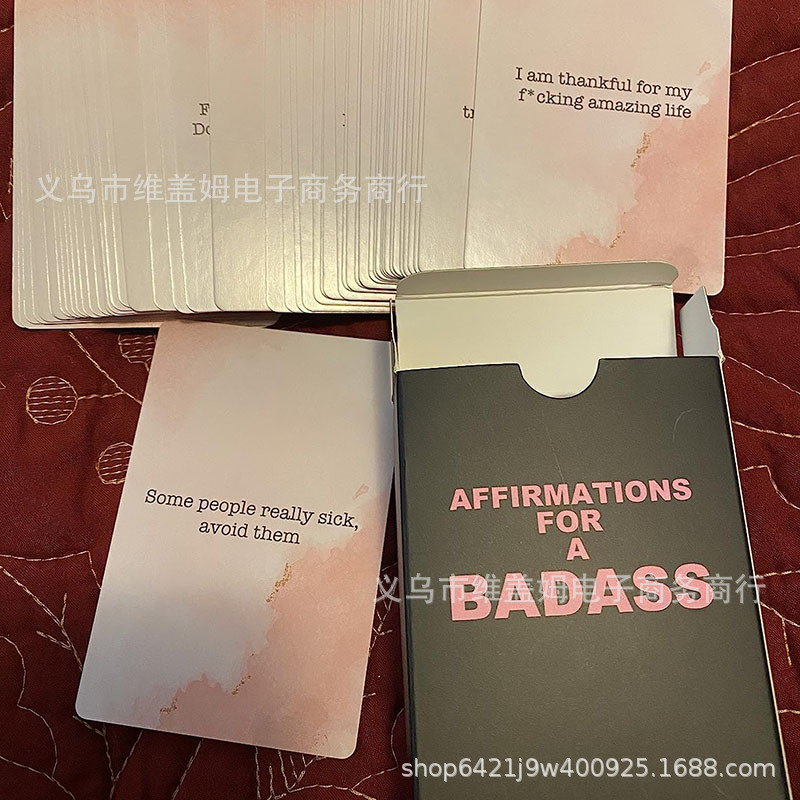 I am thankful for my
f*cking amazing life
义乌市维盖姆电子商务商行
Some people really sick,
avoid them
AFFIRMATIONS
FOR
A
BADASS
义乌市维盖姆电子商务商行
shop6421j9w400925.1688.com